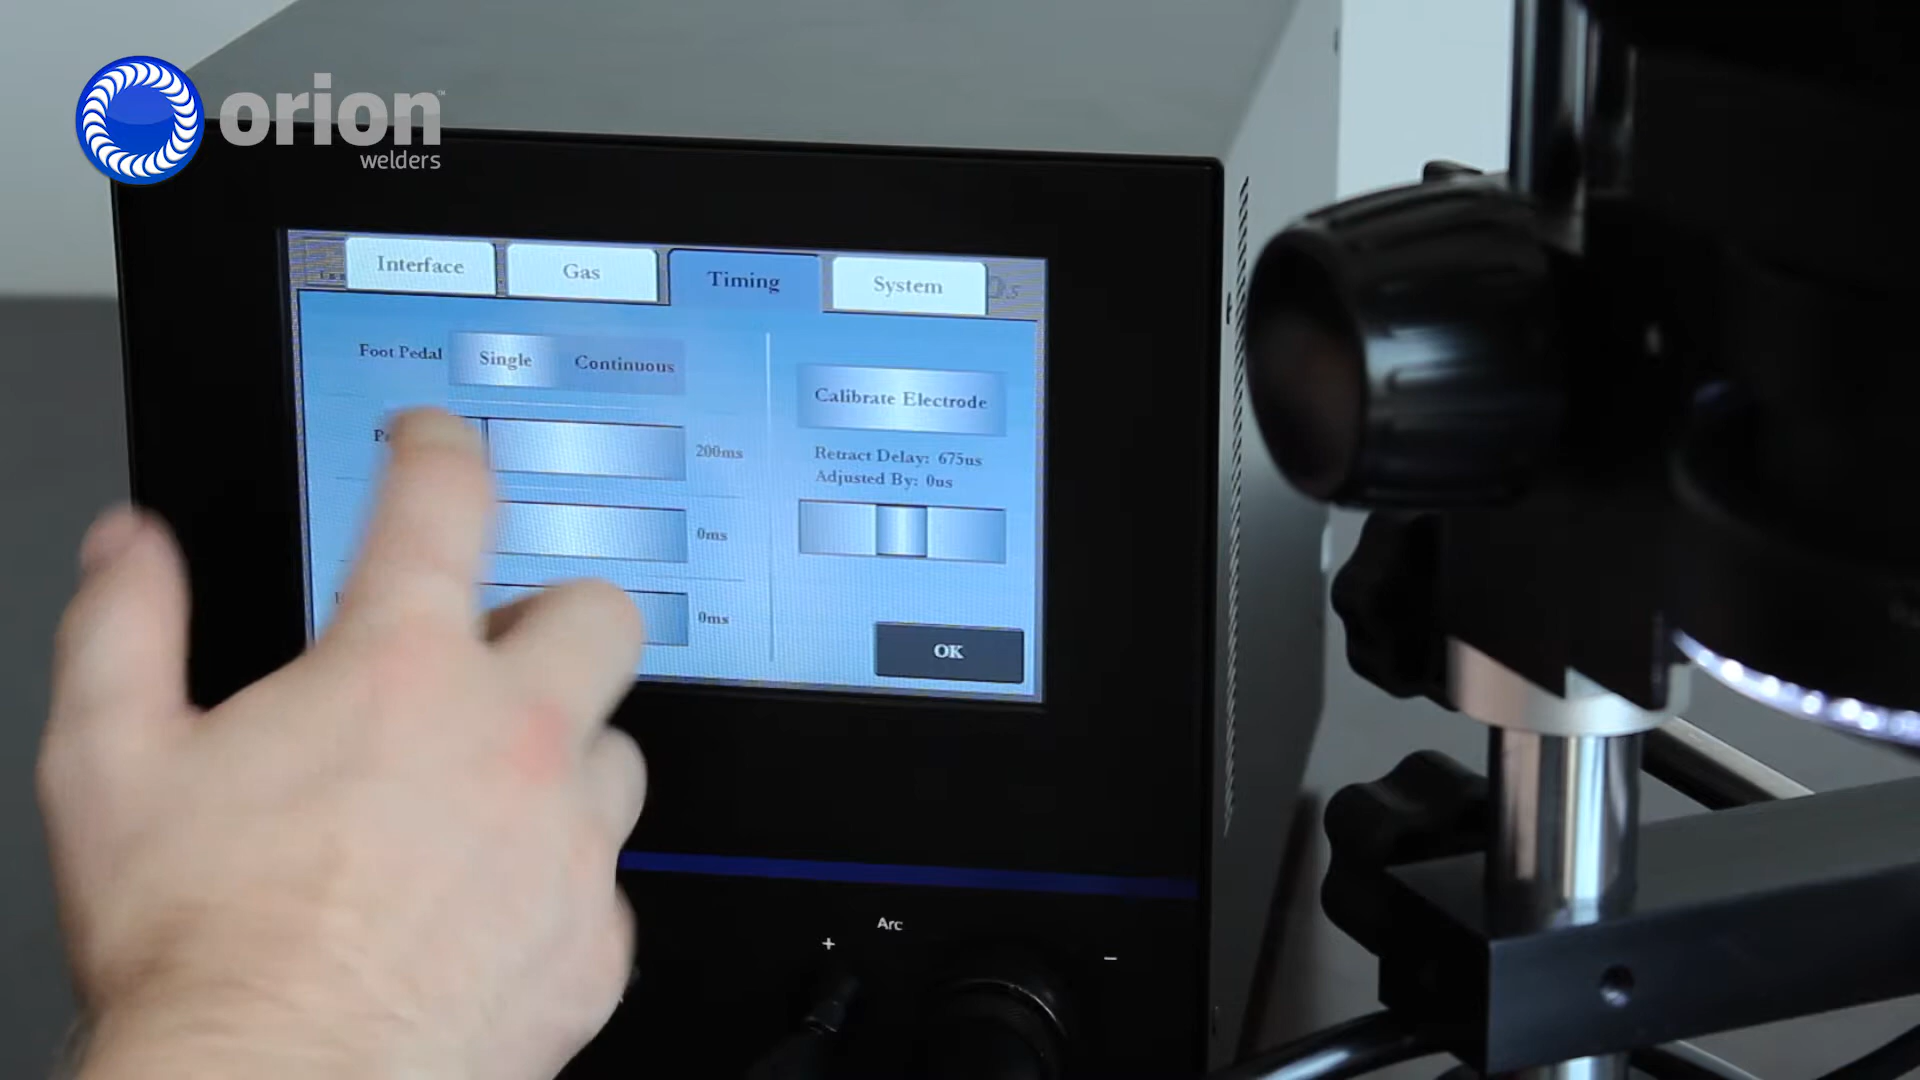 orion™
welders
Interface
Gas
Timing
System
Foot Pedal
Single
Continuous
Calibrate Electrode
200ms
Retract Delay: 675us
Adjusted By: 0us
0ms
0ms
OK
Arc
+
−